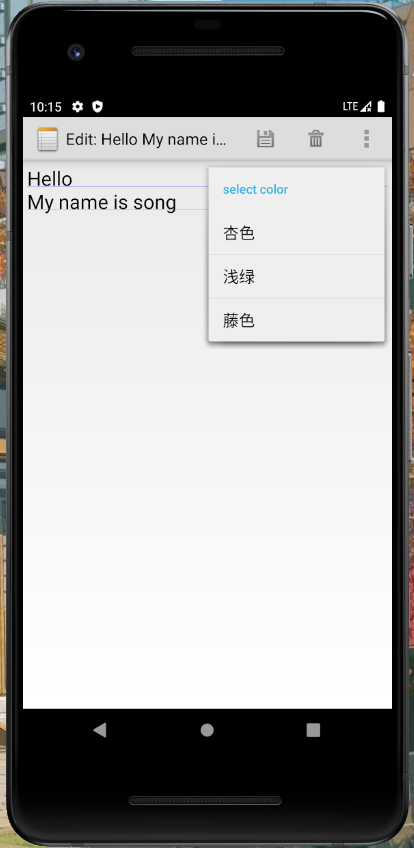 10:15 LTE
Edit: Hello My name i...
Hello
My name is song
select color
杏色
浅绿
藤色